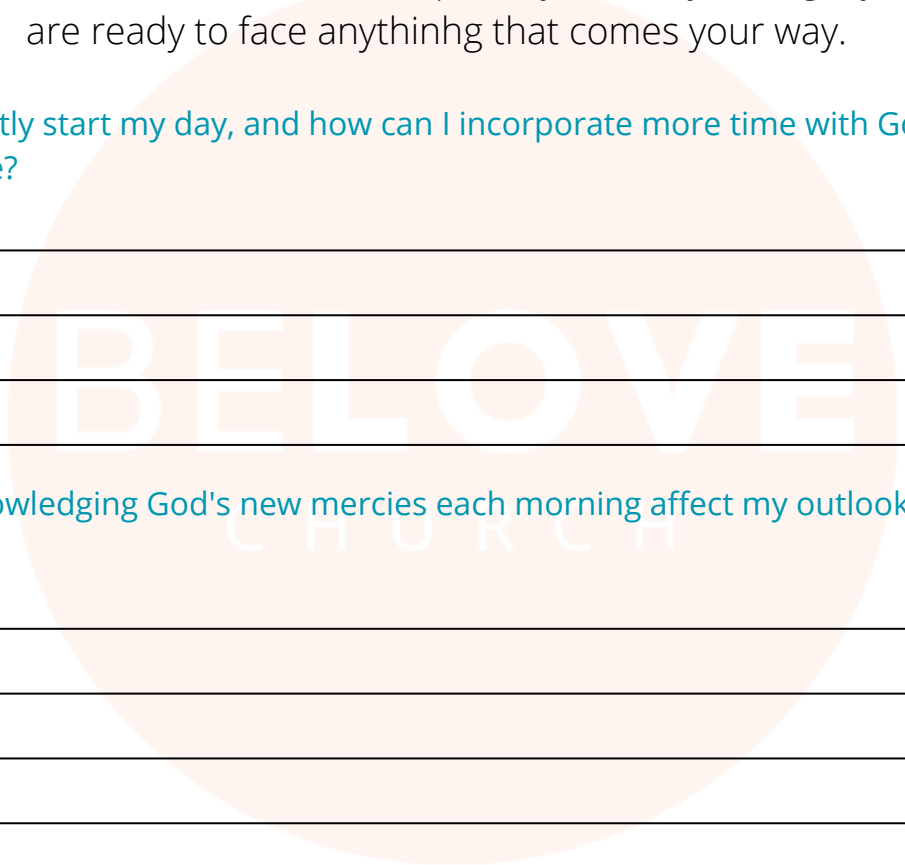 are ready to face anythinhg that comes your way.
tly start my day, and how can I incorporate more time with
e?
BELOVE
owledging God's new mercies each morning affect my outlook
CHURCH